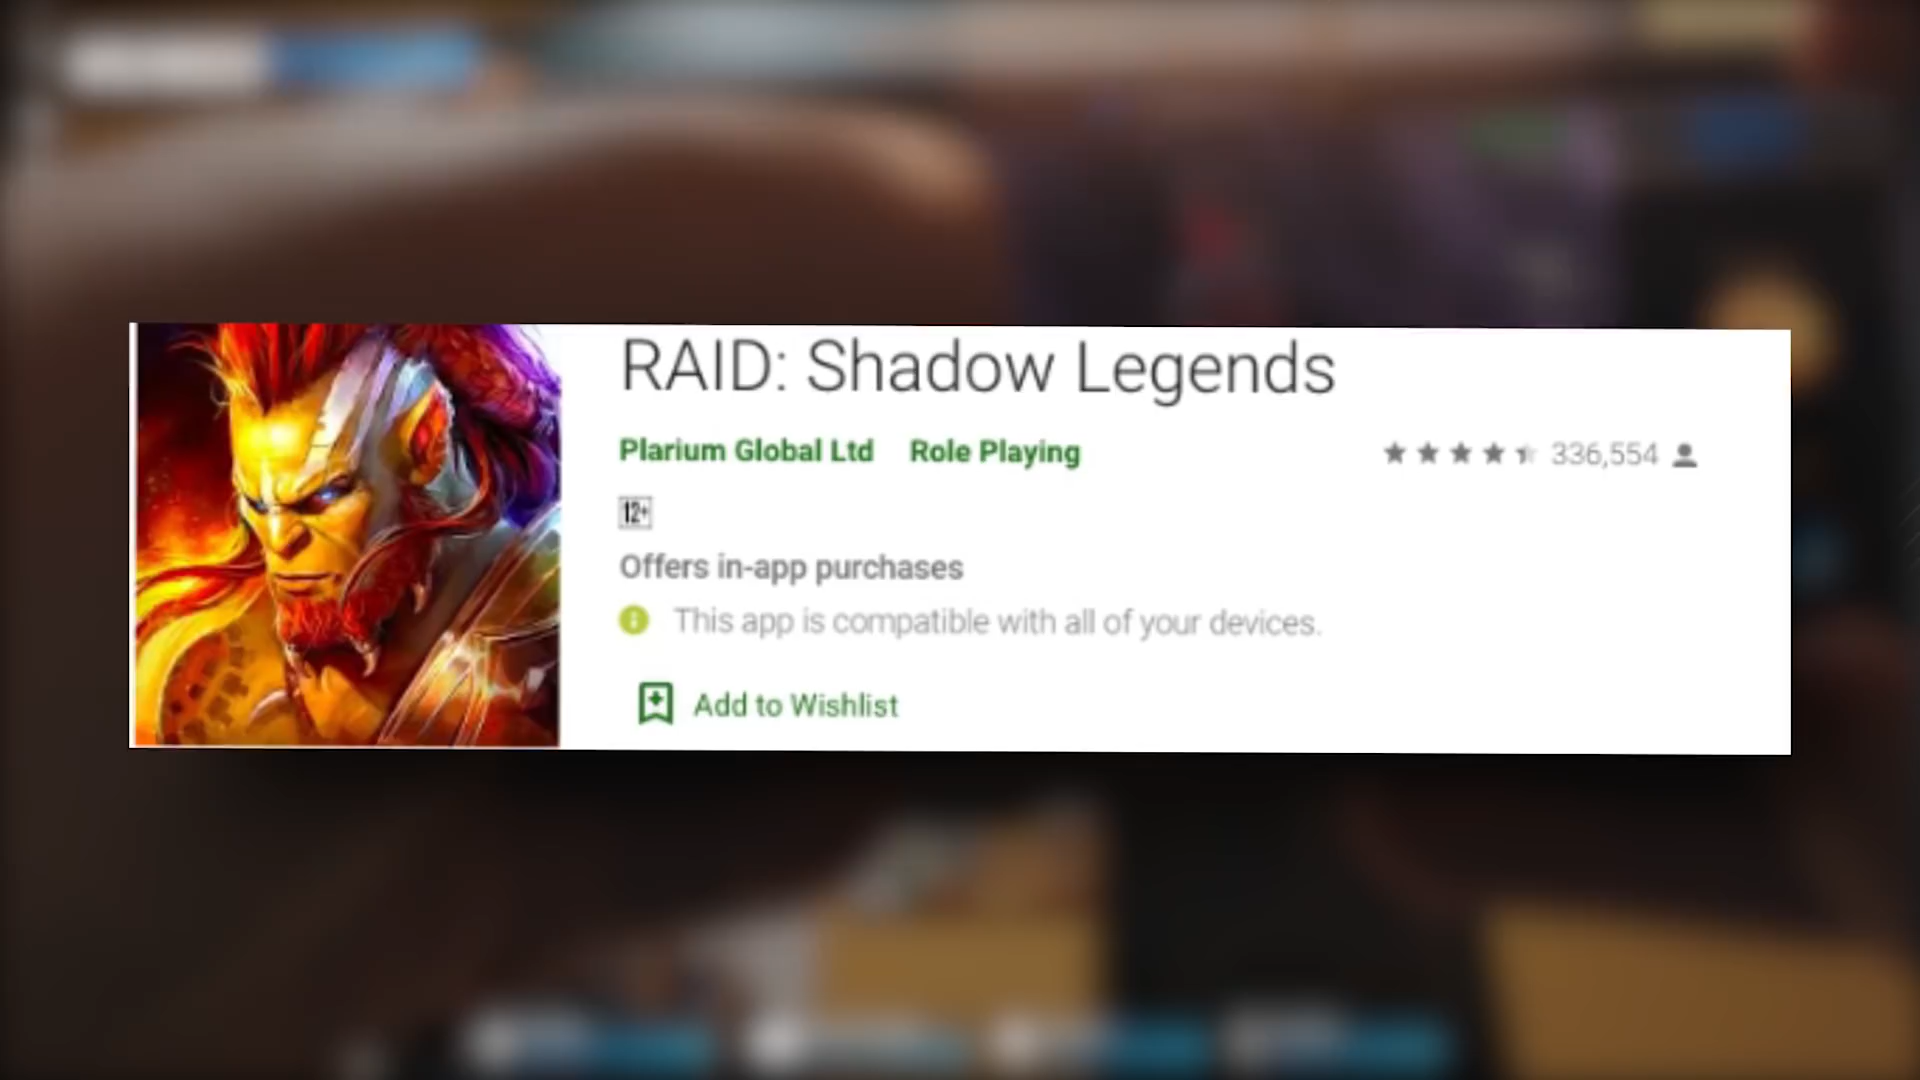 RAID: Shadow Legends
Plarium Global Ltd Role Playing 336,554
12+
Offers in-app purchases
This app is compatible with all of your devices.
Add to Wishlist